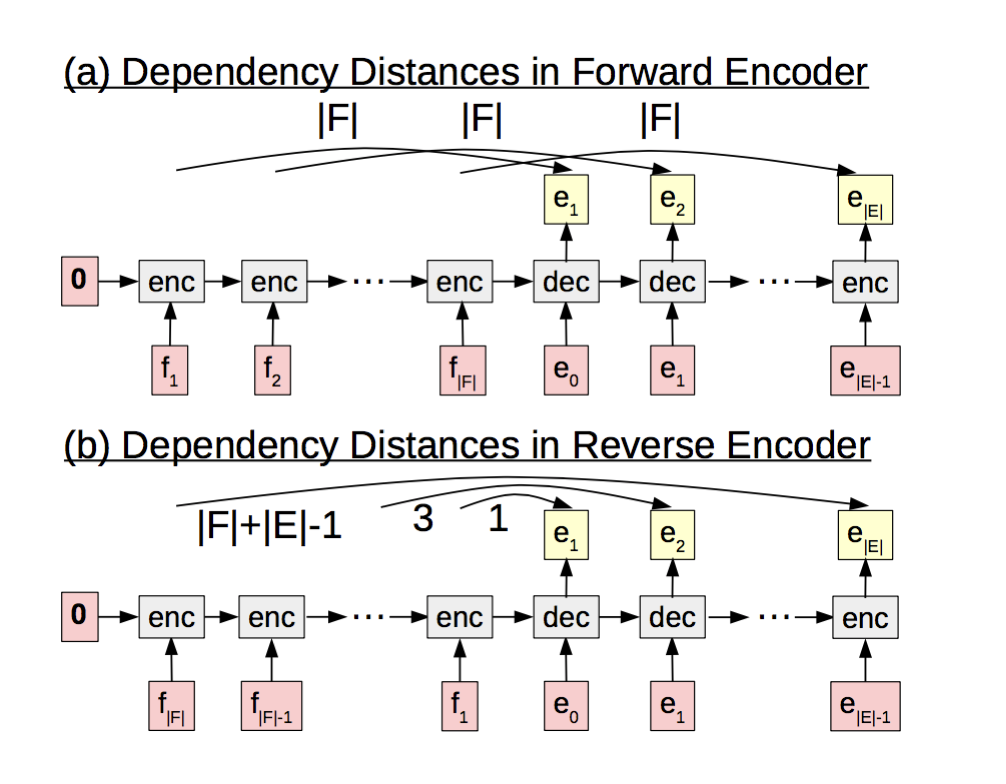 (a) Dependency Distances in Forward Encoder
|F| |F| |F|
e1 e2 e|E|
0 enc enc ··· enc dec dec ··· enc
f1 f2 f|F| e0 e1 e|E|-1
(b) Dependency Distances in Reverse Encoder
|F|+|E|-1 3 1
e1 e2 e|E|
0 enc enc ··· enc dec dec ··· enc
f|F| f|F|-1 f1 e0 e1 e|E|-1